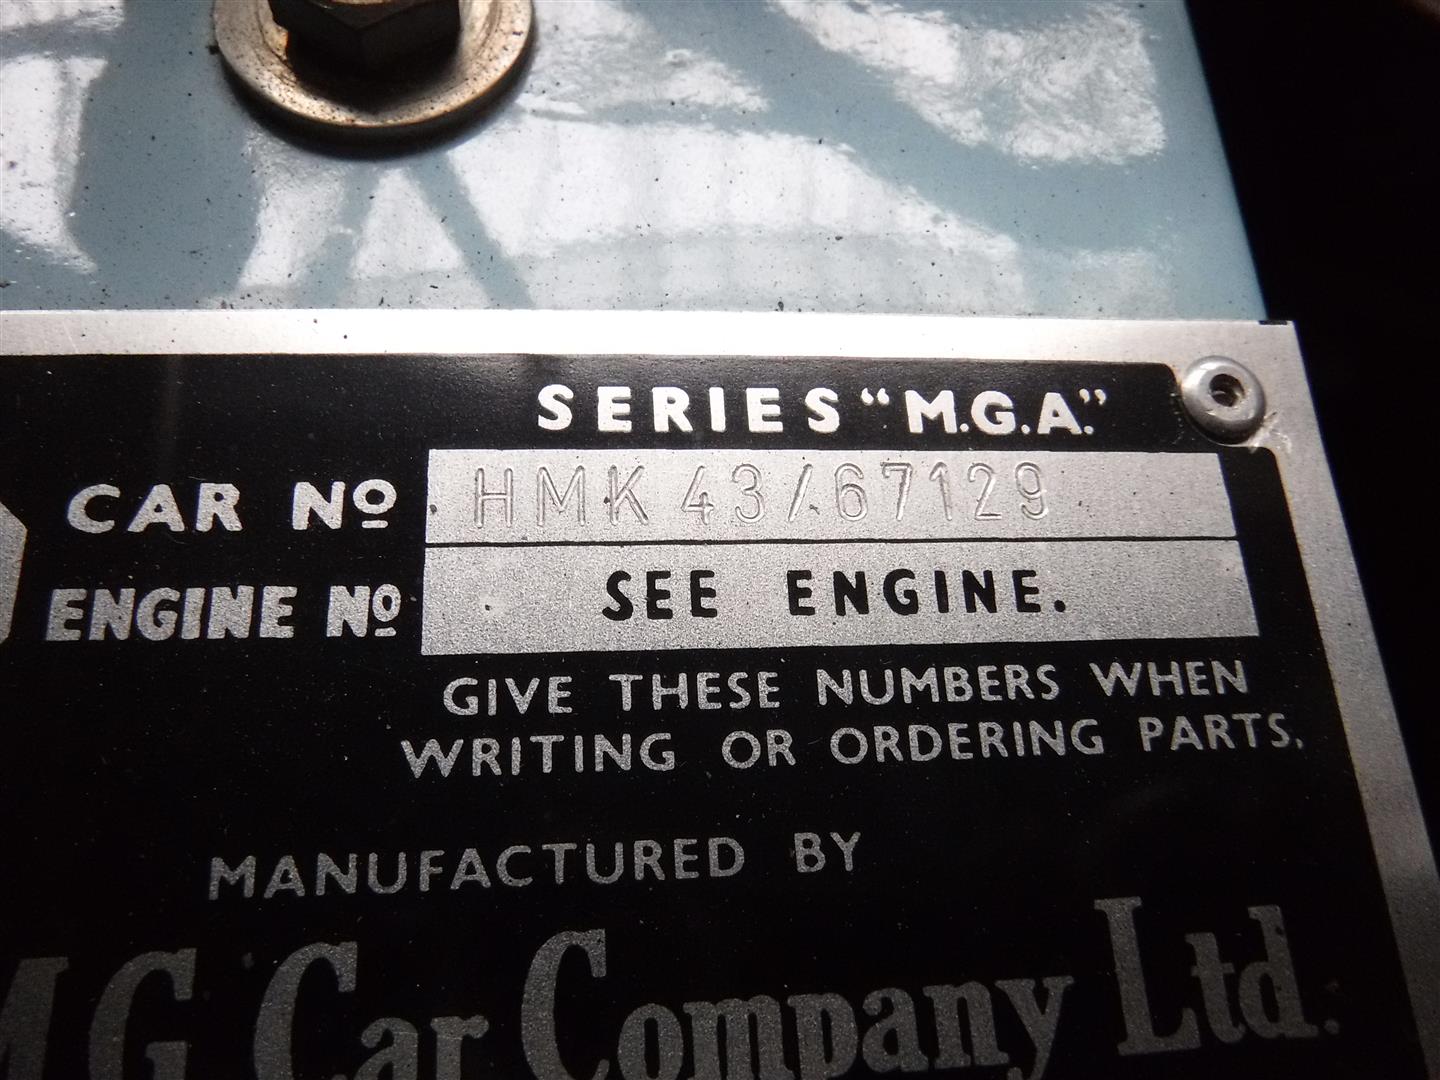 SERIES “M.G.A.”
CAR Nº HMK 43/67129
ENGINE Nº SEE ENGINE.
GIVE THESE NUMBERS WHEN
WRITING OR ORDERING PARTS.
MANUFACTURED BY
MG Car Company Ltd.